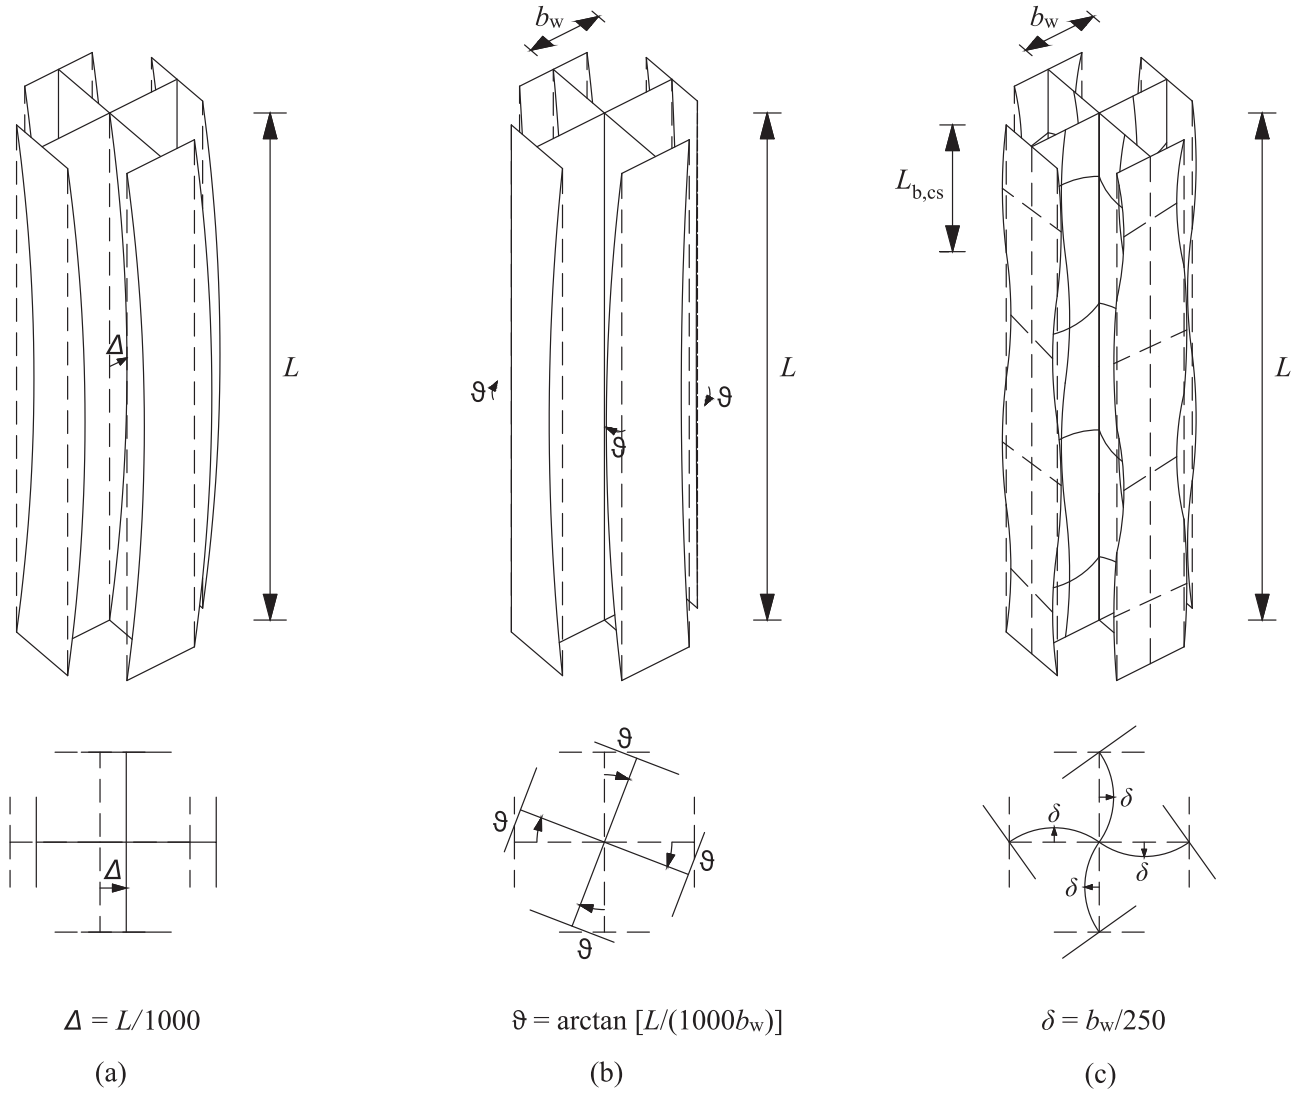 b_w
b_w
L_b,cs
Δ
L
ϑ
ϑ
ϑ
L
L
Δ
ϑ
ϑ
ϑ
ϑ
δ
δ
δ
δ
Δ = L/1000
ϑ = arctan [L/(1000b_w)]
δ = b_w/250
(a)
(b)
(c)